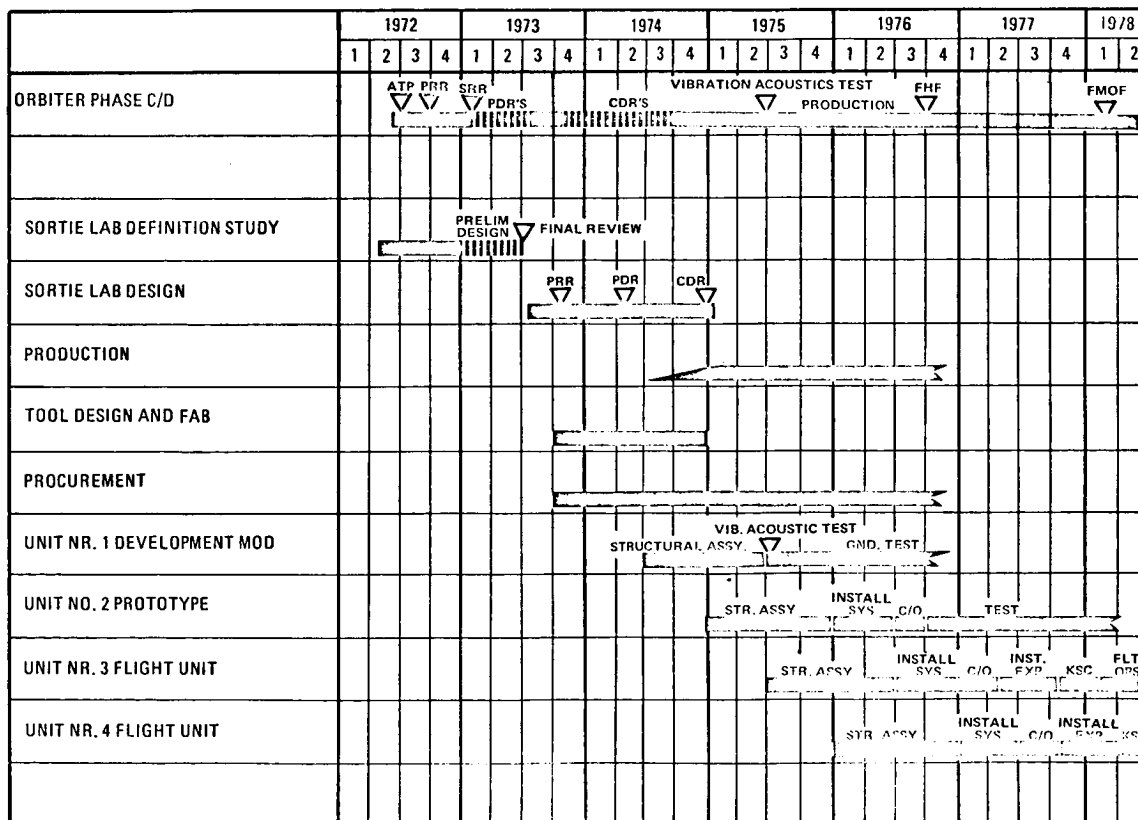 1972 1973 1974 1975 1976 1977 1978
1 2 3 4 1 2 3 4 1 2 3 4 1 2 3 4 1 2 3 4 1 2 3 4 1 2
ORBITER PHASE C/D
ATP PRR SRR VIBRATION ACOUSTICS TEST FHF FMOF
PDR'S CDR'S PRODUCTION
SORTIE LAB DEFINITION STUDY
PRELIM
DESIGN FINAL REVIEW
SORTIE LAB DESIGN
PRR PDR CDR
PRODUCTION
TOOL DESIGN AND FAB
PROCUREMENT
UNIT NR. 1 DEVELOPMENT MOD
VIB. ACOUSTIC TEST
STRUCTURAL ASSY. GND. TEST
UNIT NO. 2 PROTOTYPE
INSTALL
STR. ASSY SYS C/O TEST
UNIT NR. 3 FLIGHT UNIT
INSTALL INST. FLT
STR. ASSY SYS C/O EXP KSC OPS
UNIT NR. 4 FLIGHT UNIT
INSTALL INSTALL
STR. ASSY SYS C/O EXP KS